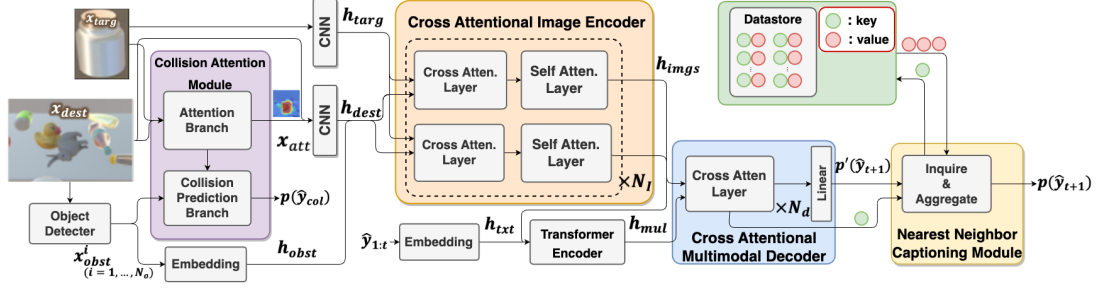 x_targ
x_dest
Object
Detecter
x^i_obst
(i = 1, ..., N_o)
Collision Attention
Module
Attention
Branch
Collision
Prediction
Branch
p(ŷ_col)
Embedding
h_obst
x_att
CNN
CNN
h_targ
h_dest
Cross Attentional Image Encoder
Cross Atten.
Layer
Self Atten.
Layer
Cross Atten.
Layer
Self Atten.
Layer
×N_I
h_imgs
ŷ_1:t
Embedding
h_txt
Transformer
Encoder
h_mul
Cross Atten
Layer
×N_d
Linear
Cross Attentional
Multimodal Decoder
p'(ŷ_t+1)
Datastore
: key
: value
Inquire
&
Aggregate
Nearest Neighbor
Captioning Module
p(ŷ_t+1)